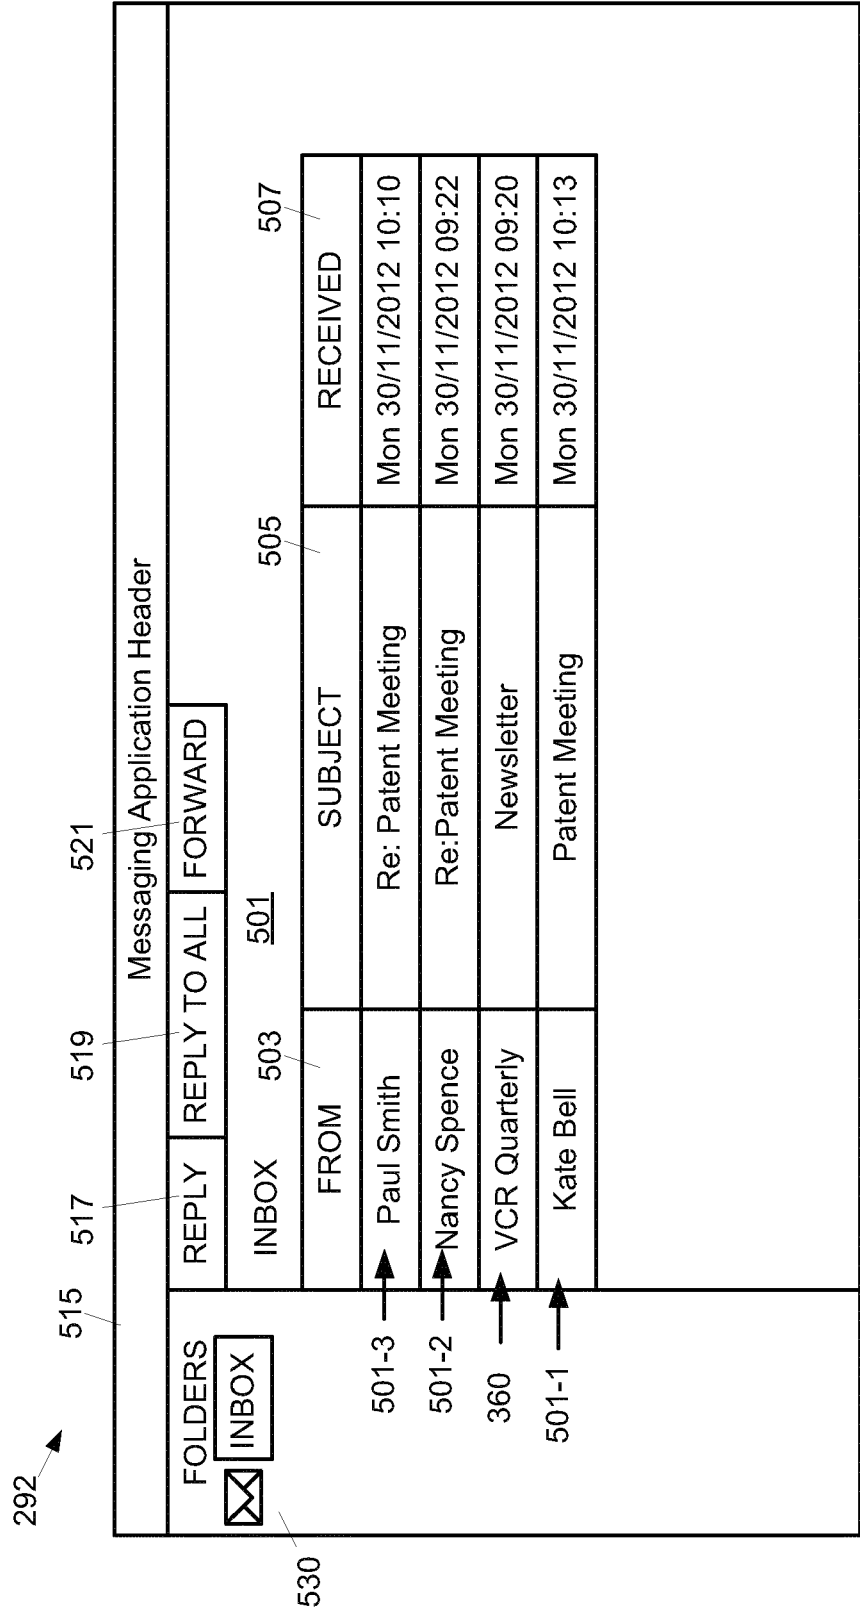 292
515
517
519
521
Messaging Application Header
FOLDERS
INBOX
530
REPLY
REPLY TO ALL
FORWARD
INBOX
501
503
505
507
FROM
SUBJECT
RECEIVED
501-3
Paul Smith
Re: Patent Meeting
Mon 30/11/2012 10:10
501-2
Nancy Spence
Re:Patent Meeting
Mon 30/11/2012 09:22
360
VCR Quarterly
Newsletter
Mon 30/11/2012 09:20
501-1
Kate Bell
Patent Meeting
Mon 30/11/2012 10:13